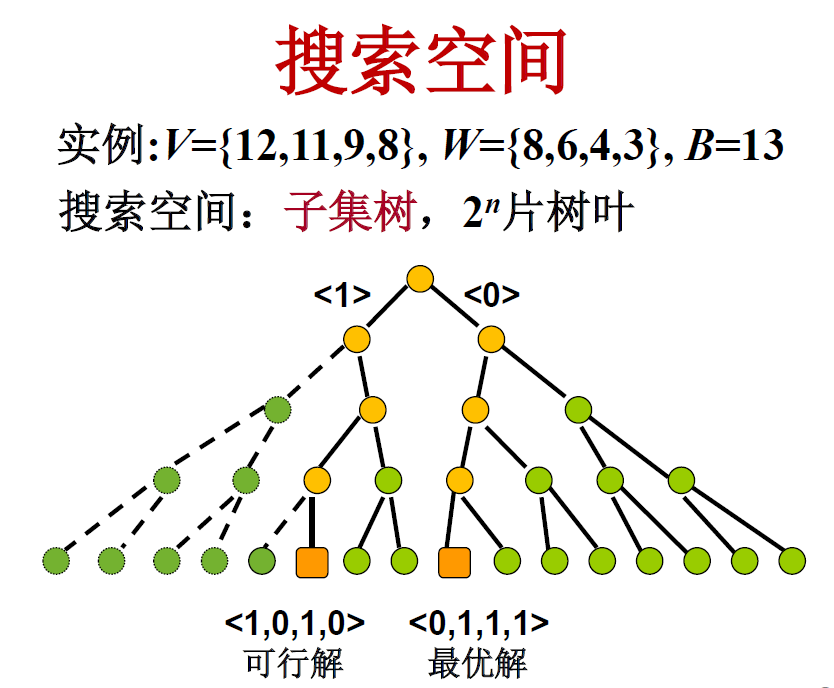 搜索空间
实例:V={12,11,9,8}, W={8,6,4,3}, B=13
搜索空间：子集树，2ⁿ片树叶
<1> <0>
<1,0,1,0> <0,1,1,1>
可行解 最优解